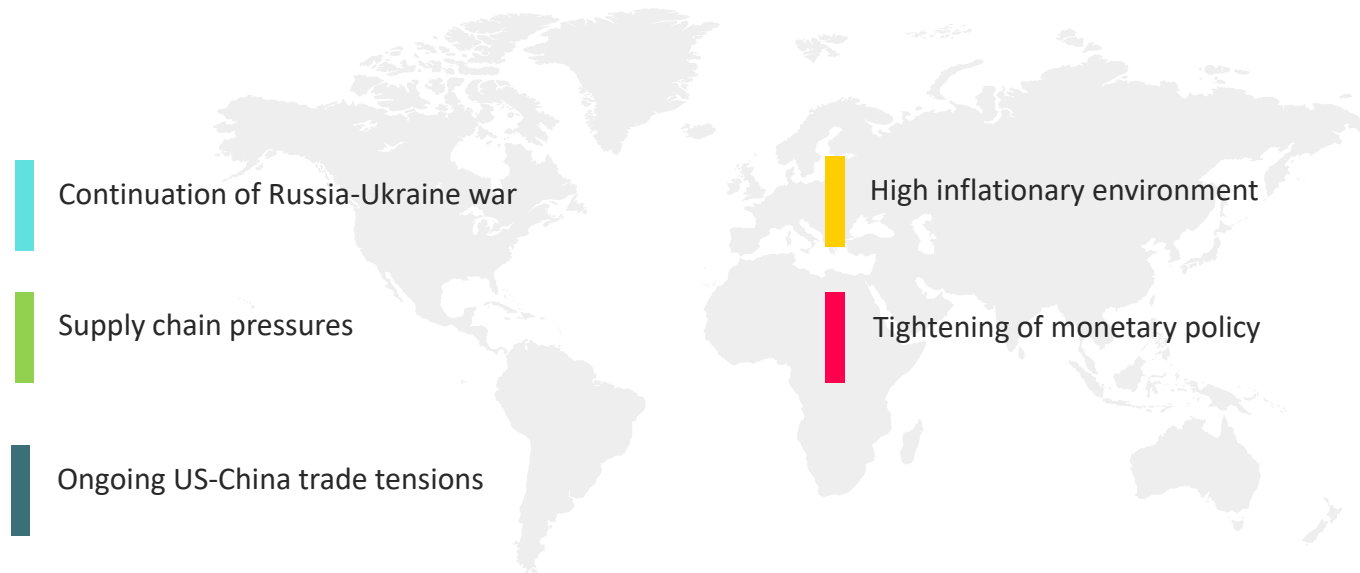 Continuation of Russia-Ukraine war
Supply chain pressures
Ongoing US-China trade tensions
High inflationary environment
Tightening of monetary policy